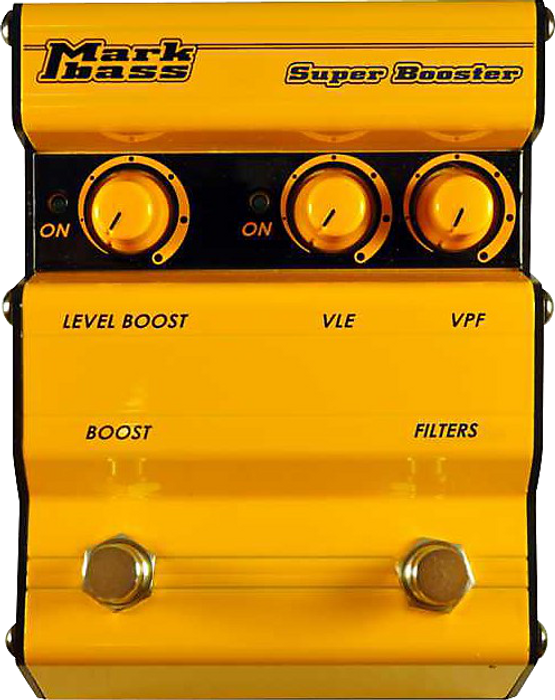 Mark
bass
Super Booster
ON
ON
LEVEL BOOST
VLE
VPF
BOOST
FILTERS